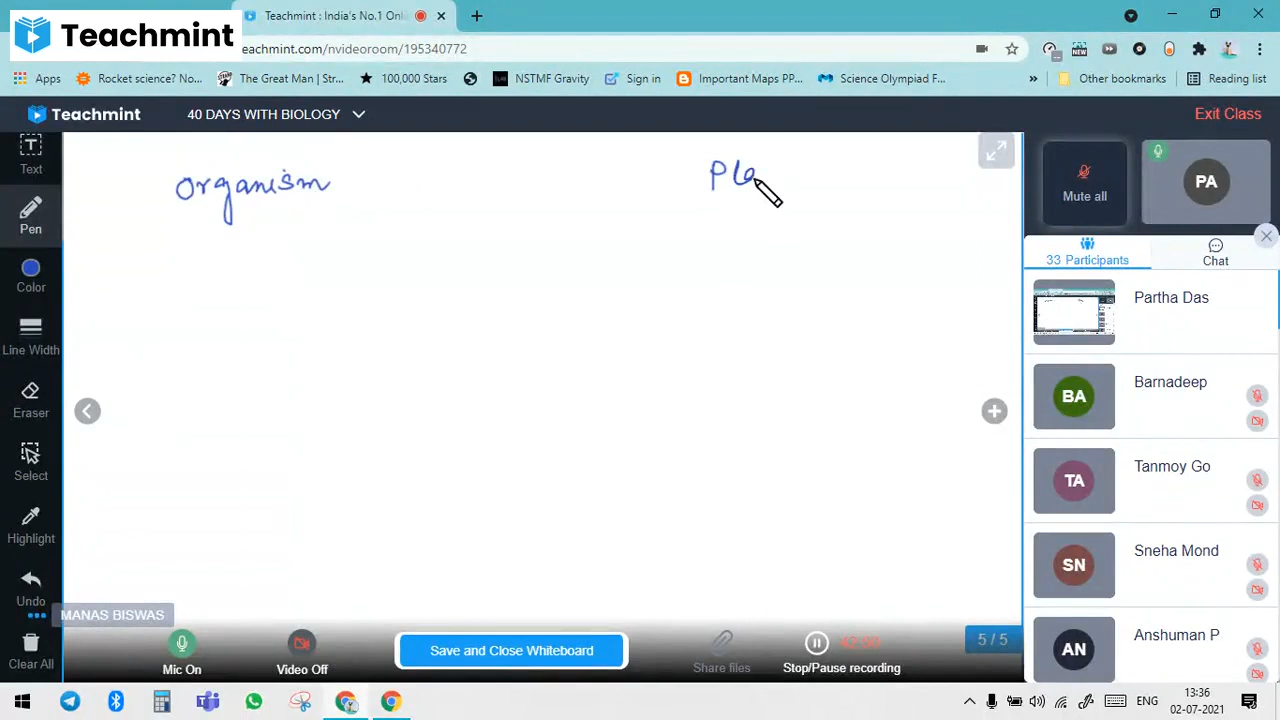 Teachmint : India's No.1 Onli
Teachmint
eachmint.com/nvideoroom/195340772
Apps
Rocket science? No...
The Great Man | Str...
100,000 Stars
NSTMF Gravity
Sign in
Important Maps PP...
Science Olympiad F...
»
Other bookmarks
Reading list
Teachmint
40 DAYS WITH BIOLOGY
Exit Class
Text
Pen
Color
Line Width
Eraser
Select
Highlight
Undo
Clear All
organism
Pla
Mute all
PA
33 Participants
Chat
Partha Das
BA
Barnadeep
TA
Tanmoy Go
SN
Sneha Mond
AN
Anshuman P
MANAS BISWAS
Mic On
Video Off
Save and Close Whiteboard
Share files
Stop/Pause recording
5 / 5
ENG
13:36
02-07-2021